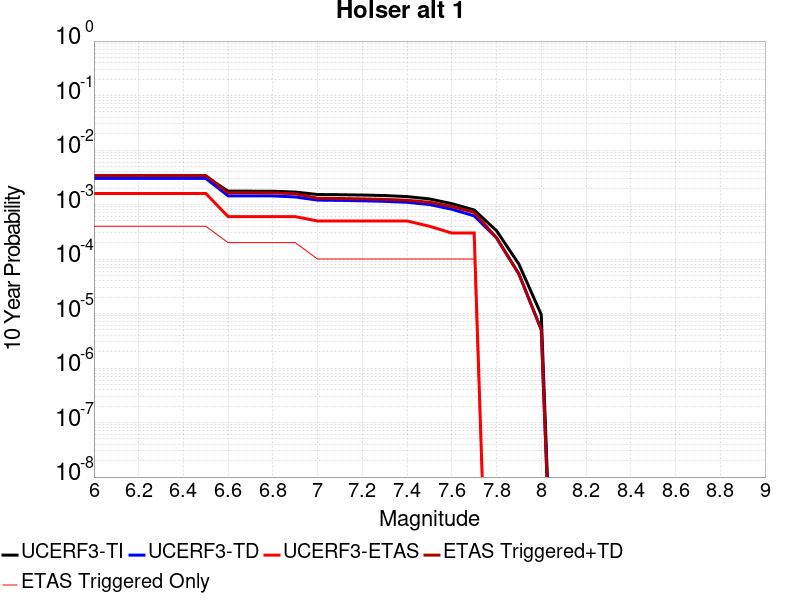 Holser alt 1
10 Year Probability
10^0
10^-1
10^-2
10^-3
10^-4
10^-5
10^-6
10^-7
10^-8
6 6.2 6.4 6.6 6.8 7 7.2 7.4 7.6 7.8 8 8.2 8.4 8.6 8.8 9
Magnitude
UCERF3-TI UCERF3-TD UCERF3-ETAS ETAS Triggered+TD
ETAS Triggered Only